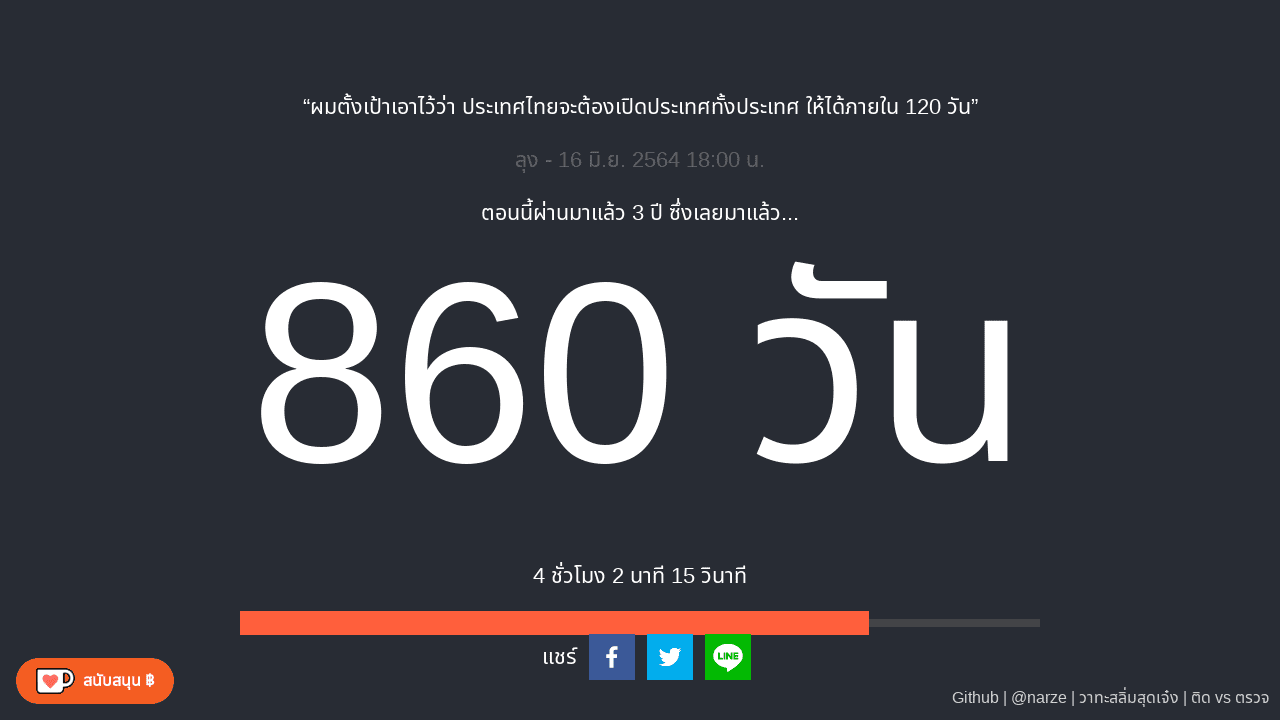 “ผมตั้งเป้าเอาไว้ว่า ประเทศไทยจะต้องเปิดประเทศทั้งประเทศ ให้ได้ภายใน 120 วัน”
ลุง - 16 มิ.ย. 2564 18:00 น.
ตอนนี้ผ่านมาแล้ว 3 ปี ซึ่งเลยมาแล้ว...
860 วัน
4 ชั่วโมง 2 นาที 15 วินาที
แชร์
LINE
สนับสนุน ฿
Github | @narze | วาทะสลิ่มสุดเจ๋ง | ติด vs ตรวจ